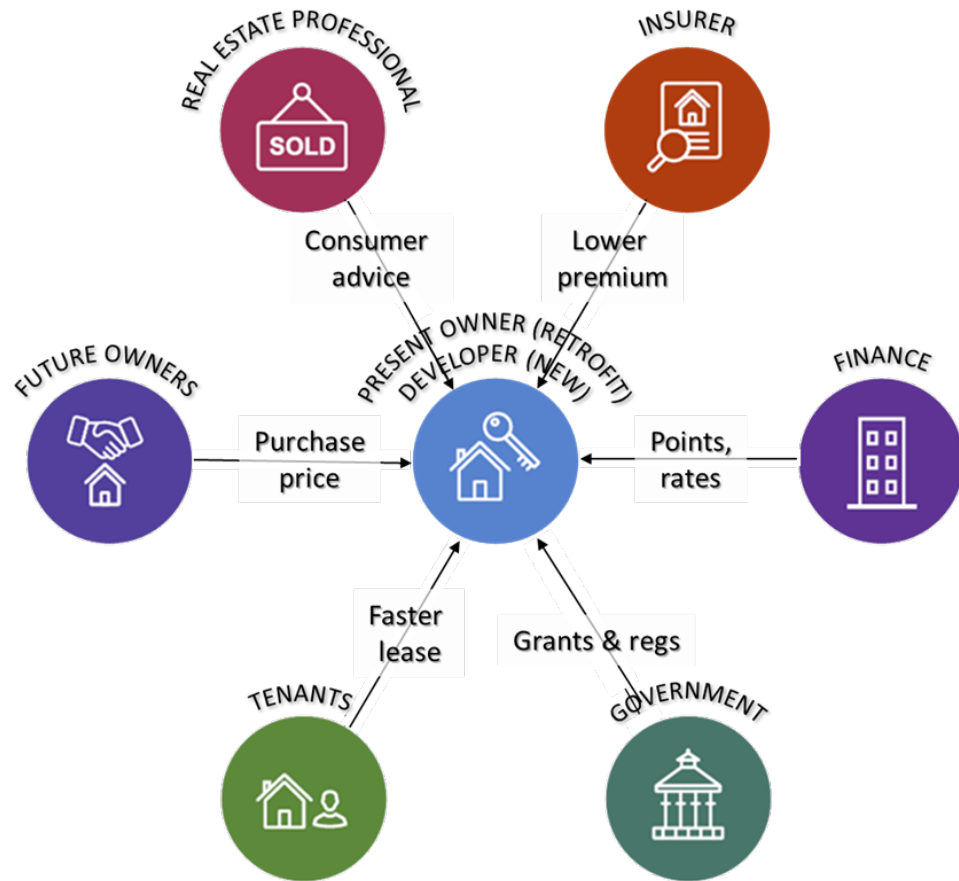 REAL ESTATE PROFESSIONAL
SOLD
INSURER
Consumer
advice
Lower
premium
FUTURE OWNERS
PRESENT OWNER (RETROFIT)
DEVELOPER (NEW)
FINANCE
Purchase
price
Points,
rates
Faster
lease
Grants & regs
TENANTS
GOVERNMENT